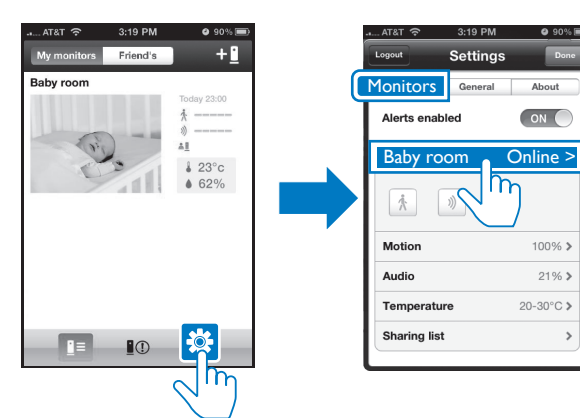 AT&T 3:19 PM 90%
My monitors Friend's +
Baby room
Today 23:00
23°c
62%
AT&T 3:19 PM 90%
Logout Settings Done
Monitors General About
Alerts enabled ON
Baby room Online >
Motion 100% >
Audio 21% >
Temperature 20-30°C >
Sharing list >